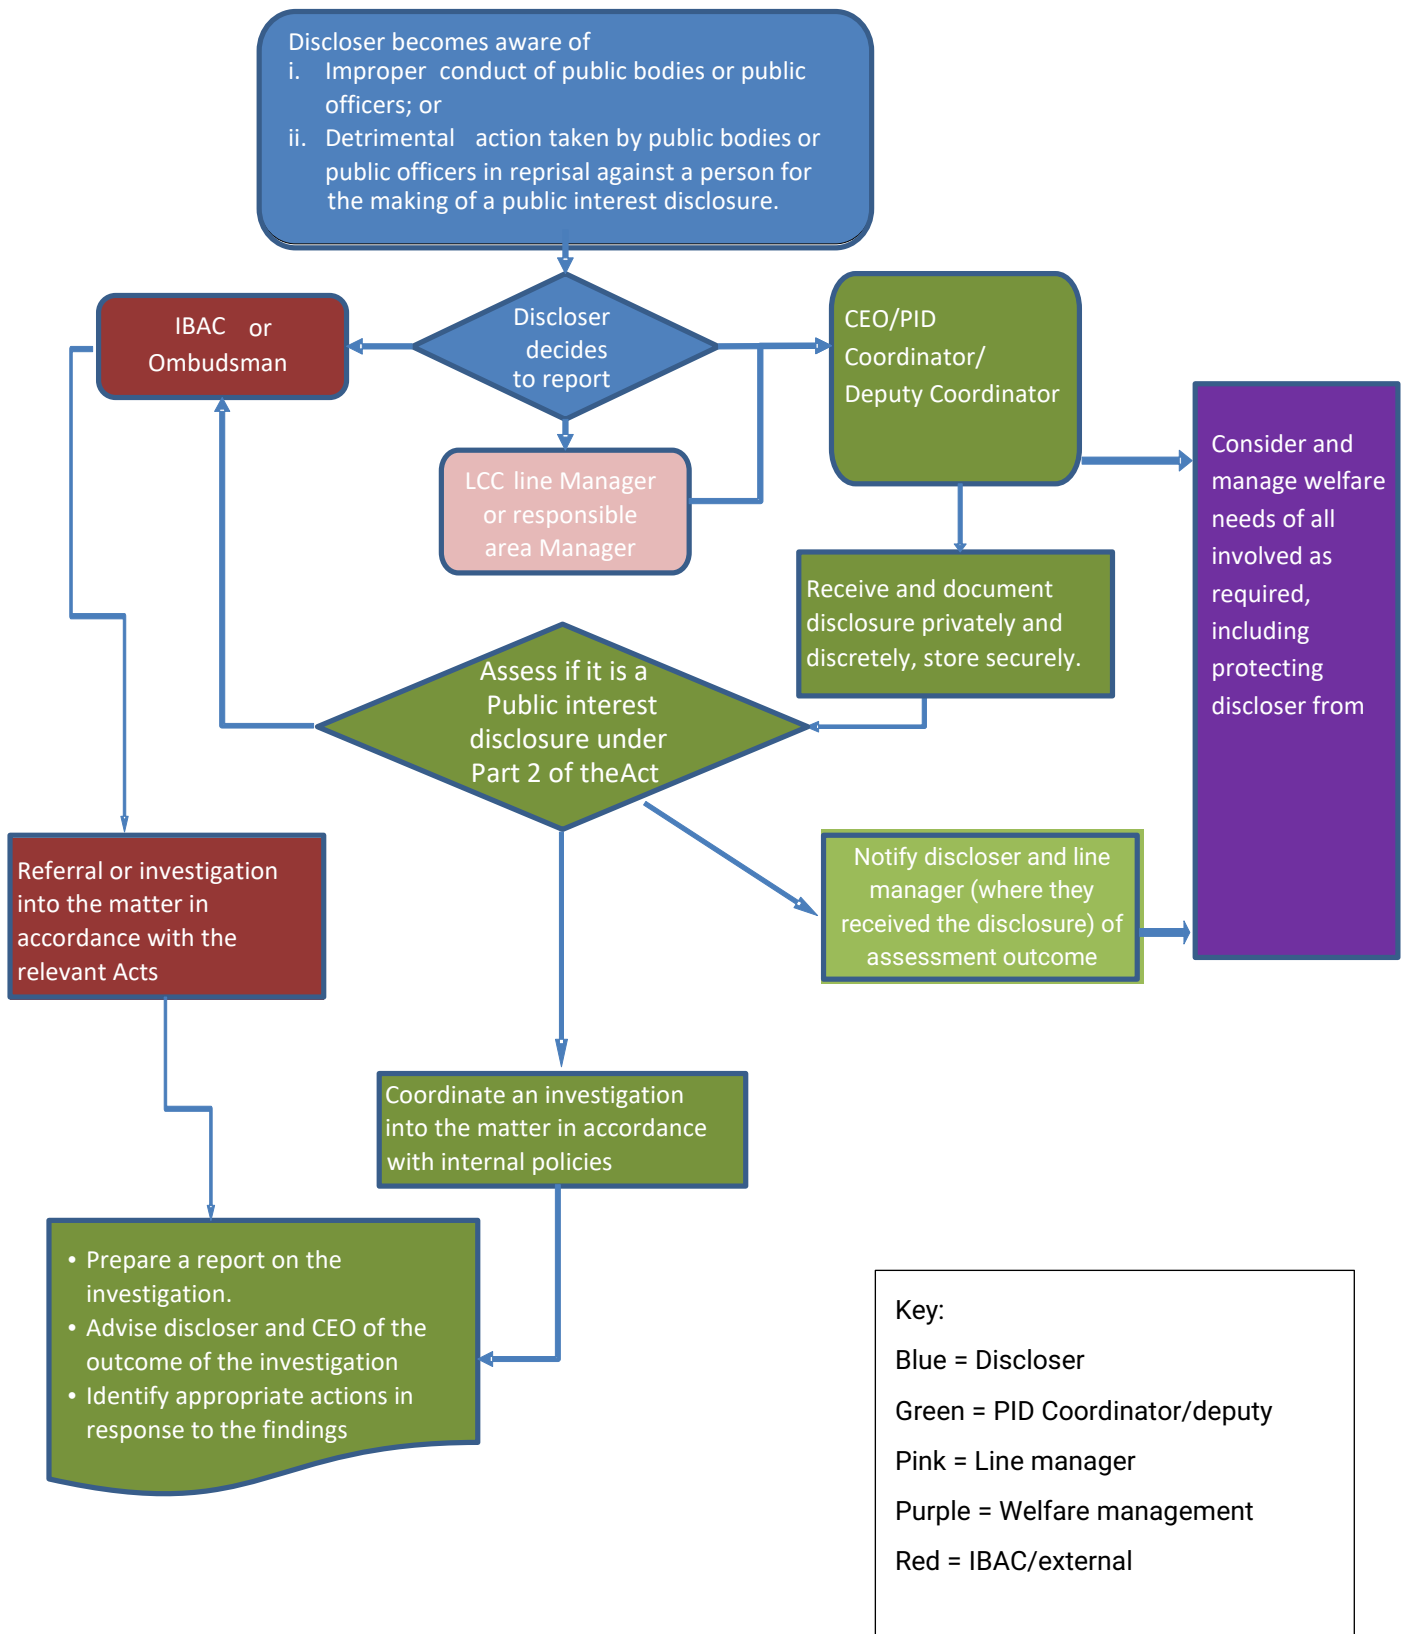 Discloser becomes aware of
i. Improper conduct of public bodies or public
officers; or
ii. Detrimental action taken by public bodies or
public officers in reprisal against a person for
the making of a public interest disclosure.
IBAC or
Ombudsman
Discloser
decides
to report
CEO/PID
Coordinator/
Deputy Coordinator
LCC line Manager
or responsible
area Manager
Consider and
manage welfare
needs of all
involved as
required,
including
protecting
discloser from
Receive and document
disclosure privately and
discretely, store securely.
Assess if it is a
Public interest
disclosure under
Part 2 of theAct
Referral or investigation
into the matter in
accordance with the
relevant Acts
Notify discloser and line
manager (where they
received the disclosure) of
assessment outcome
Coordinate an investigation
into the matter in accordance
with internal policies
• Prepare a report on the
investigation.
• Advise discloser and CEO of the
outcome of the investigation
• Identify appropriate actions in
response to the findings
Key:
Blue = Discloser
Green = PID Coordinator/deputy
Pink = Line manager
Purple = Welfare management
Red = IBAC/external